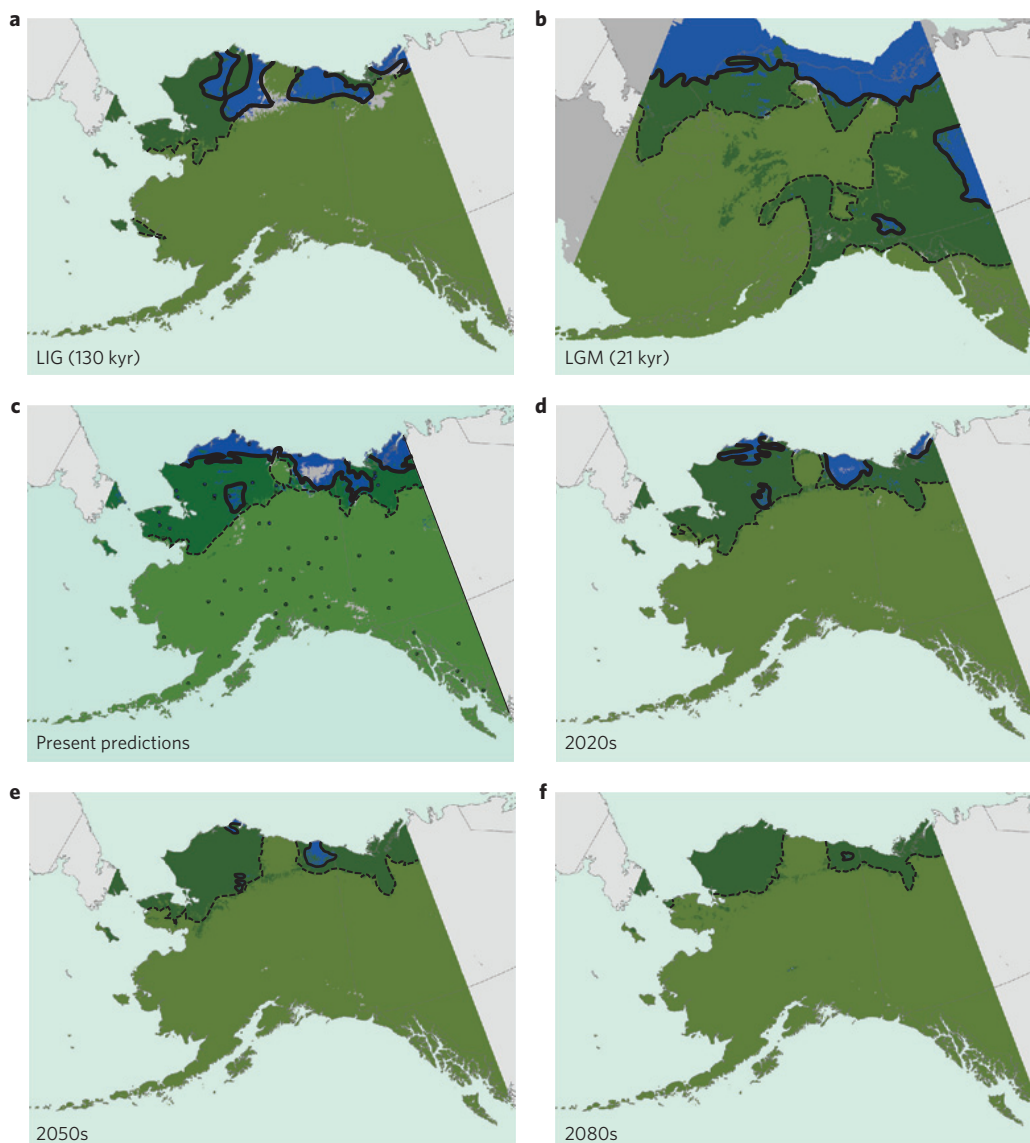 a
LIG (130 kyr)
b
LGM (21 kyr)
c
Present predictions
d
2020s
e
2050s
f
2080s